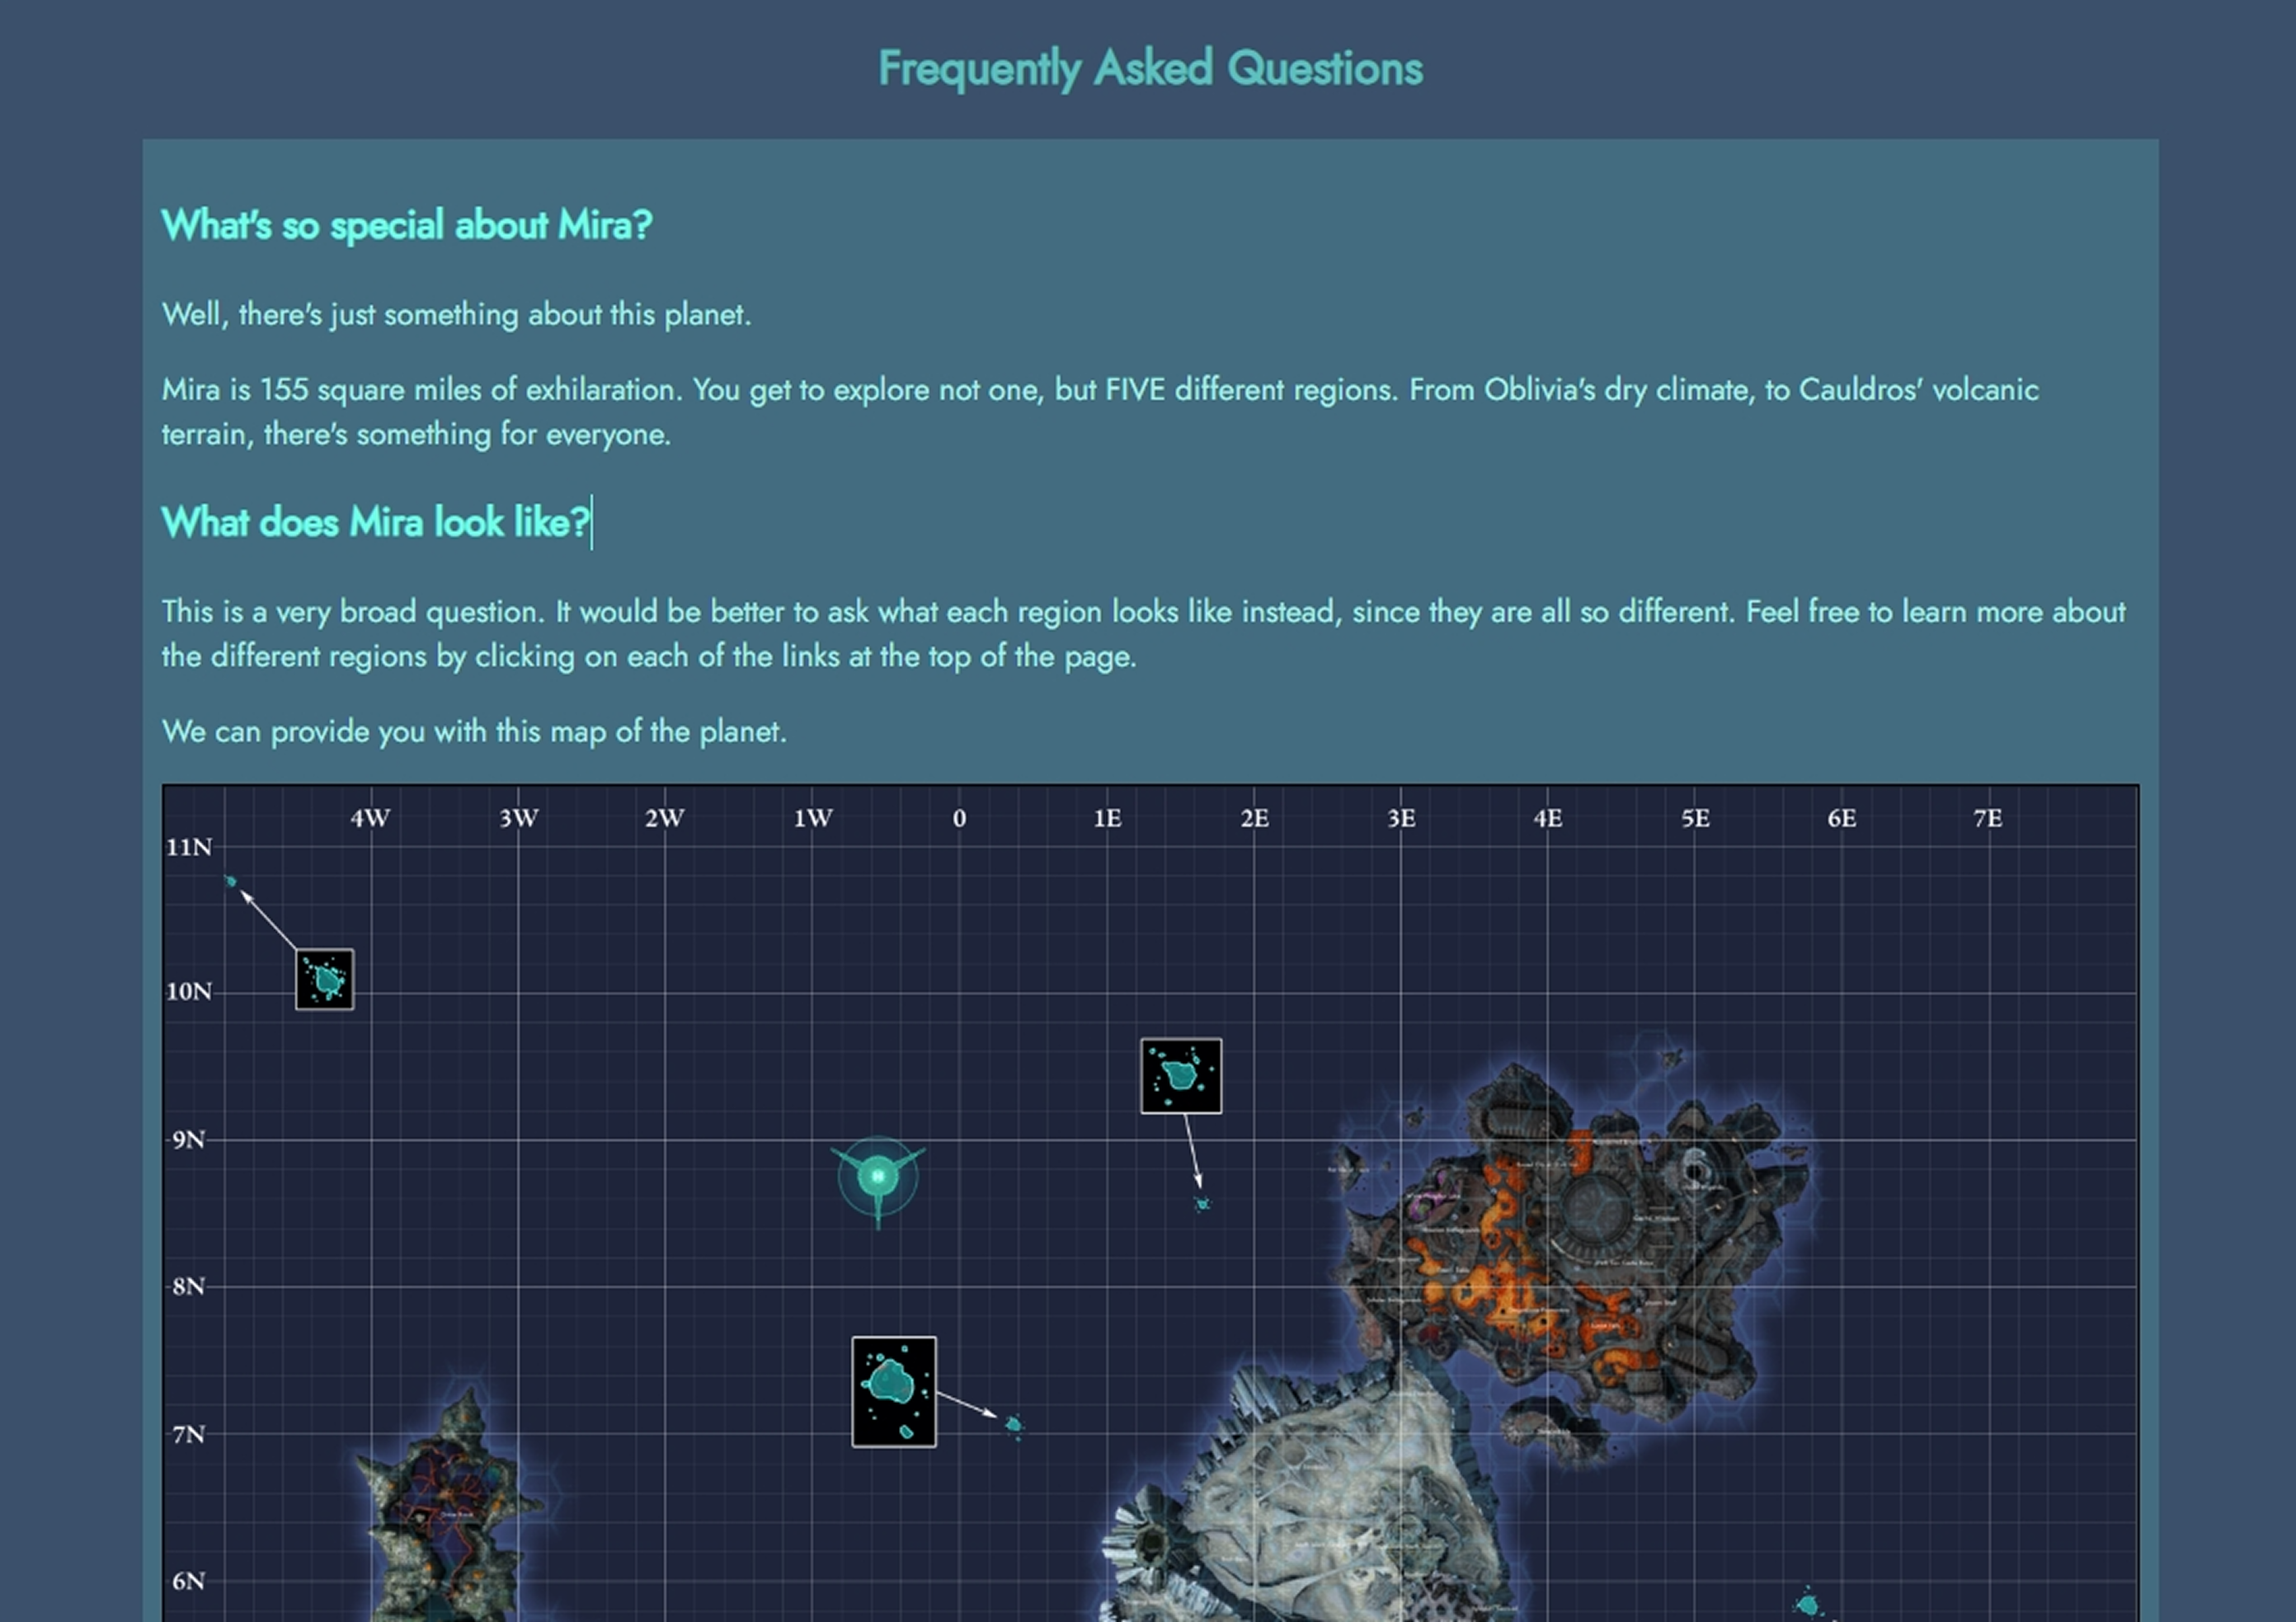 Frequently Asked Questions
What's so special about Mira?
Well, there's just something about this planet.
Mira is 155 square miles of exhilaration. You get to explore not one, but FIVE different regions. From Oblivia's dry climate, to Cauldros' volcanic
terrain, there's something for everyone.
What does Mira look like?
This is a very broad question. It would be better to ask what each region looks like instead, since they are all so different. Feel free to learn more about
the different regions by clicking on each of the links at the top of the page.
We can provide you with this map of the planet.
4W 3W 2W 1W 0 1E 2E 3E 4E 5E 6E 7E
11N
10N
9N
8N
7N
6N